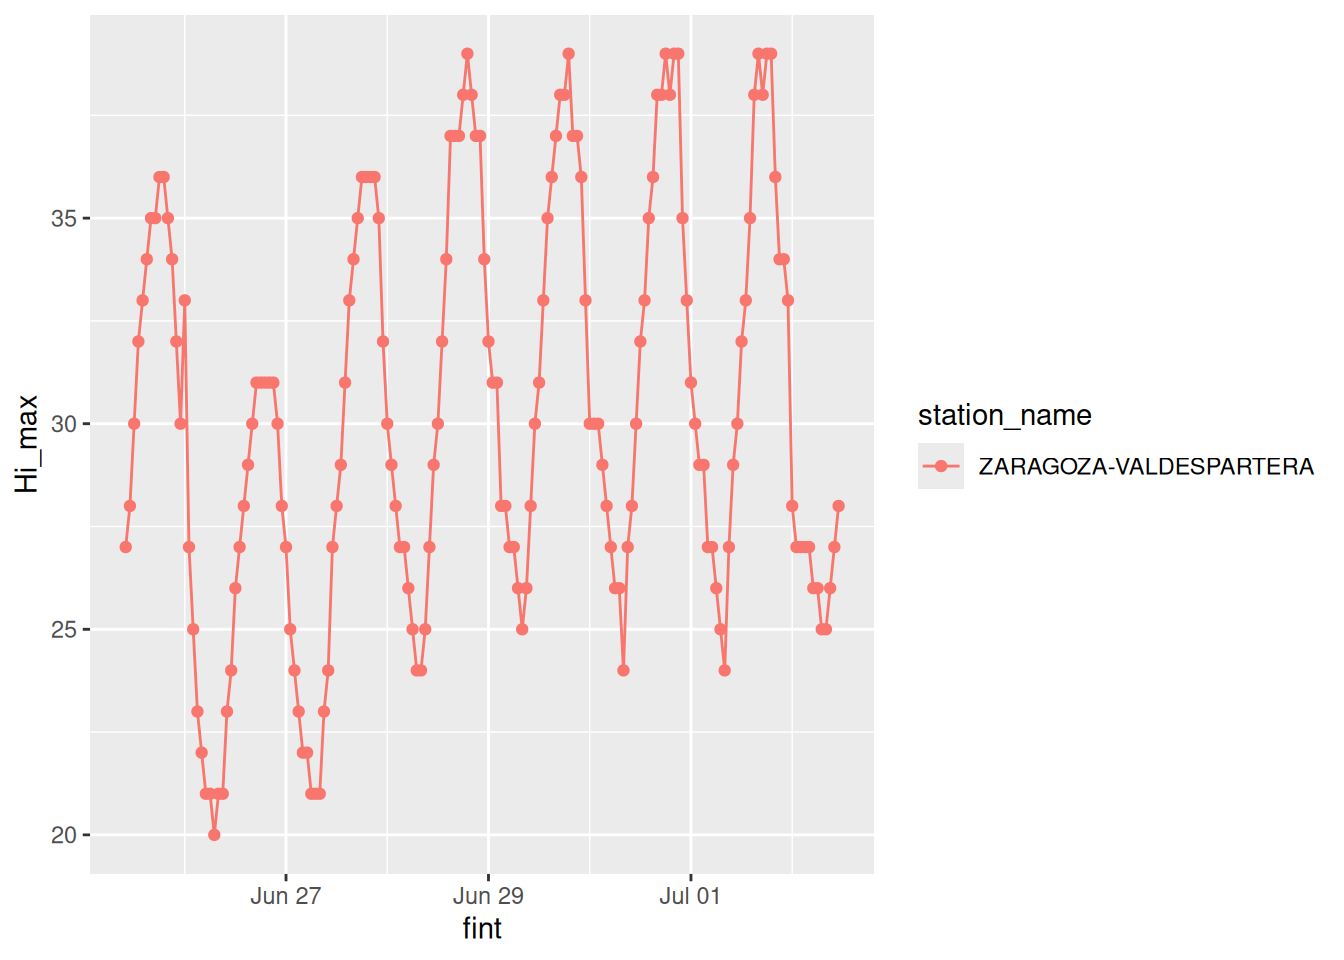 Hi_max
35
30
25
20
Jun 27
Jun 29
Jul 01
fint
station_name
ZARAGOZA-VALDESPARTERA